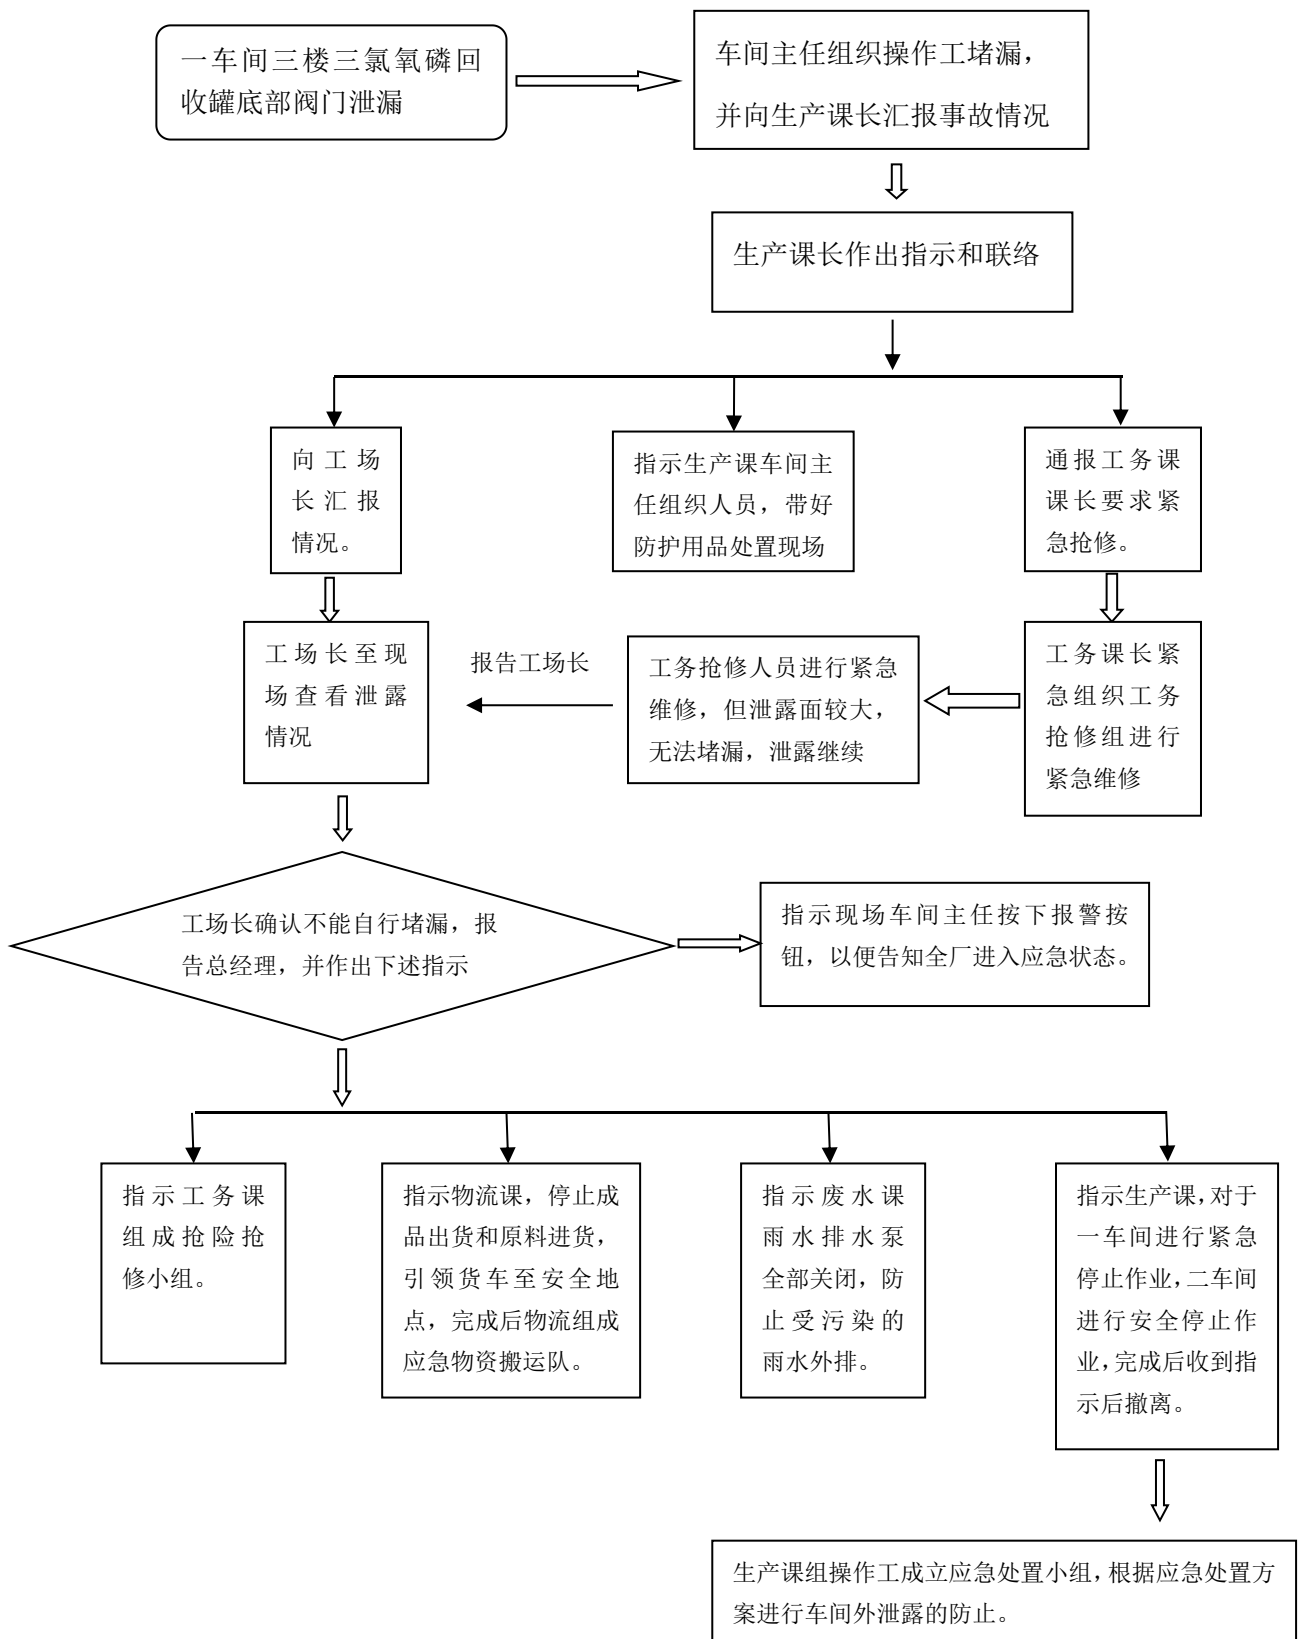 一车间三楼三氯氧磷回
收罐底部阀门泄漏
车间主任组织操作工堵漏，
并向生产课长汇报事故情况
生产课长作出指示和联络
向工场
长汇报
情况。
指示生产课车间主
任组织人员，带好
防护用品处置现场
通报工务课
课长要求紧
急抢修。
工场长至现
场查看泄露
情况
报告工场长
工务抢修人员进行紧急
维修，但泄露面较大，
无法堵漏，泄露继续
工务课长紧
急组织工务
抢修组进行
紧急维修
工场长确认不能自行堵漏，报
告总经理，并作出下述指示
指示现场车间主任按下报警按
钮，以便告知全厂进入应急状态。
指示工务课
组成抢险抢
修小组。
指示物流课，停止成
品出货和原料进货，
引领货车至安全地
点，完成后物流组成
应急物资搬运队。
指示废水课
雨水排水泵
全部关闭，防
止受污染的
雨水外排。
指示生产课，对于
一车间进行紧急
停止作业，二车间
进行安全停止作
业，完成后收到指
示后撤离。
生产课组操作工成立应急处置小组，根据应急处置方
案进行车间外泄露的防止。